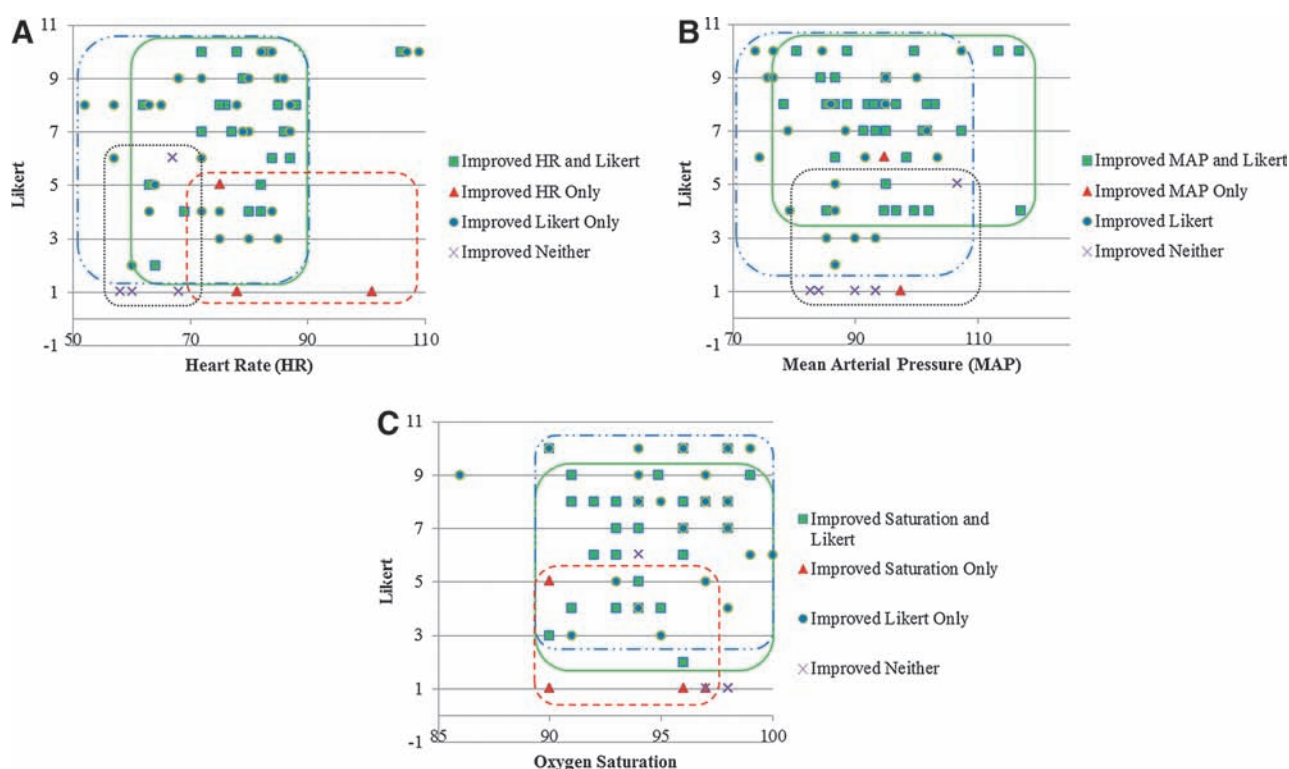 A
11
9
7
5
3
1
-1
Likert
50
70
90
110
Heart Rate (HR)
Improved HR and Likert
Improved HR Only
Improved Likert Only
Improved Neither
B
11
9
7
5
3
1
-1
Likert
70
90
110
Mean Arterial Pressure (MAP)
Improved MAP and Likert
Improved MAP Only
Improved Likert
Improved Neither
C
11
9
7
5
3
1
-1
Likert
85
90
95
100
Oxygen Saturation
Improved Saturation and
Likert
Improved Saturation Only
Improved Likert Only
Improved Neither